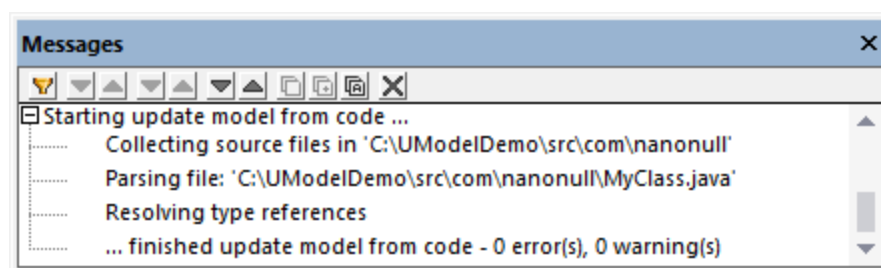 Messages
Starting update model from code ...
Collecting source files in 'C:\UModelDemo\src\com\nanonull'
Parsing file: 'C:\UModelDemo\src\com\nanonull\MyClass.java'
Resolving type references
... finished update model from code - 0 error(s), 0 warning(s)